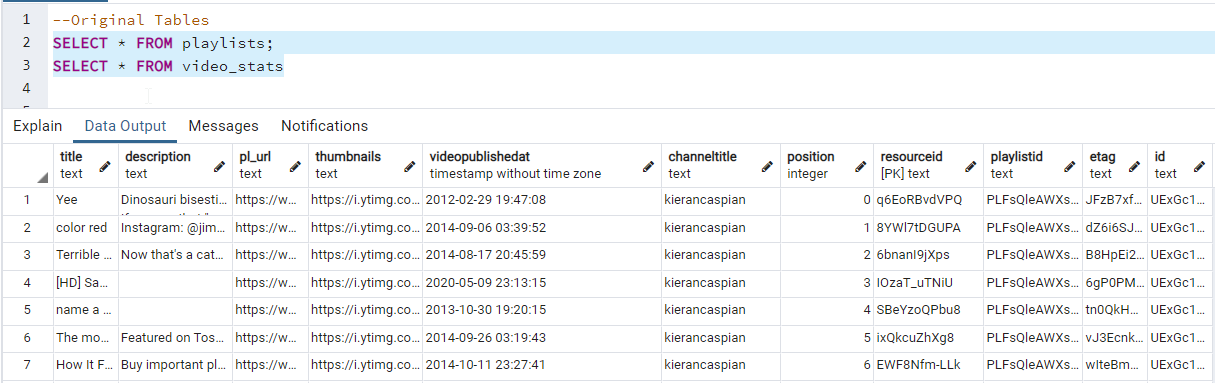 1 --Original Tables
2 SELECT * FROM playlists;
3 SELECT * FROM video_stats
4
Explain Data Output Messages Notifications
title description pl_url thumbnails videopublishedat channeltitle position resourceid playlistid etag id
text text text text timestamp without time zone text integer [PK] text text text text
1 Yee Dinosauri bisesti... https://w... https://i.ytimg.c... 2012-02-29 19:47:08 kierancaspian 0 q6EoRBvdVPQ PLFsQleAWXs... JFzB7xf... UExGc1...
2 color red Instagram: @jim... https://w... https://i.ytimg.c... 2014-09-06 03:39:52 kierancaspian 1 8YWl7tDGUPA PLFsQleAWXs... dZ6i6SJ... UExGc1...
3 Terrible ... Now that's a cat... https://w... https://i.ytimg.c... 2014-08-17 20:45:59 kierancaspian 2 6bnanI9jXps PLFsQleAWXs... B8HpEi2... UExGc1...
4 [HD] Sa... https://w... https://i.ytimg.c... 2020-05-09 23:13:15 kierancaspian 3 IOzaT_uTNiU PLFsQleAWXs... 6gP0PM... UExGc1...
5 name a ... https://w... https://i.ytimg.c... 2013-10-30 19:20:15 kierancaspian 4 SBeYzoQPbu8 PLFsQleAWXs... tn0QkH... UExGc1...
6 The mo... Featured on Tos... https://w... https://i.ytimg.c... 2014-09-26 03:19:43 kierancaspian 5 ixQkcuZhXg8 PLFsQleAWXs... vJ3Ecnk... UExGc1...
7 How It F... Buy important pl... https://w... https://i.ytimg.c... 2014-10-11 23:27:41 kierancaspian 6 EWF8Nfm-LLk PLFsQleAWXs... wIteBm... UExGc1...